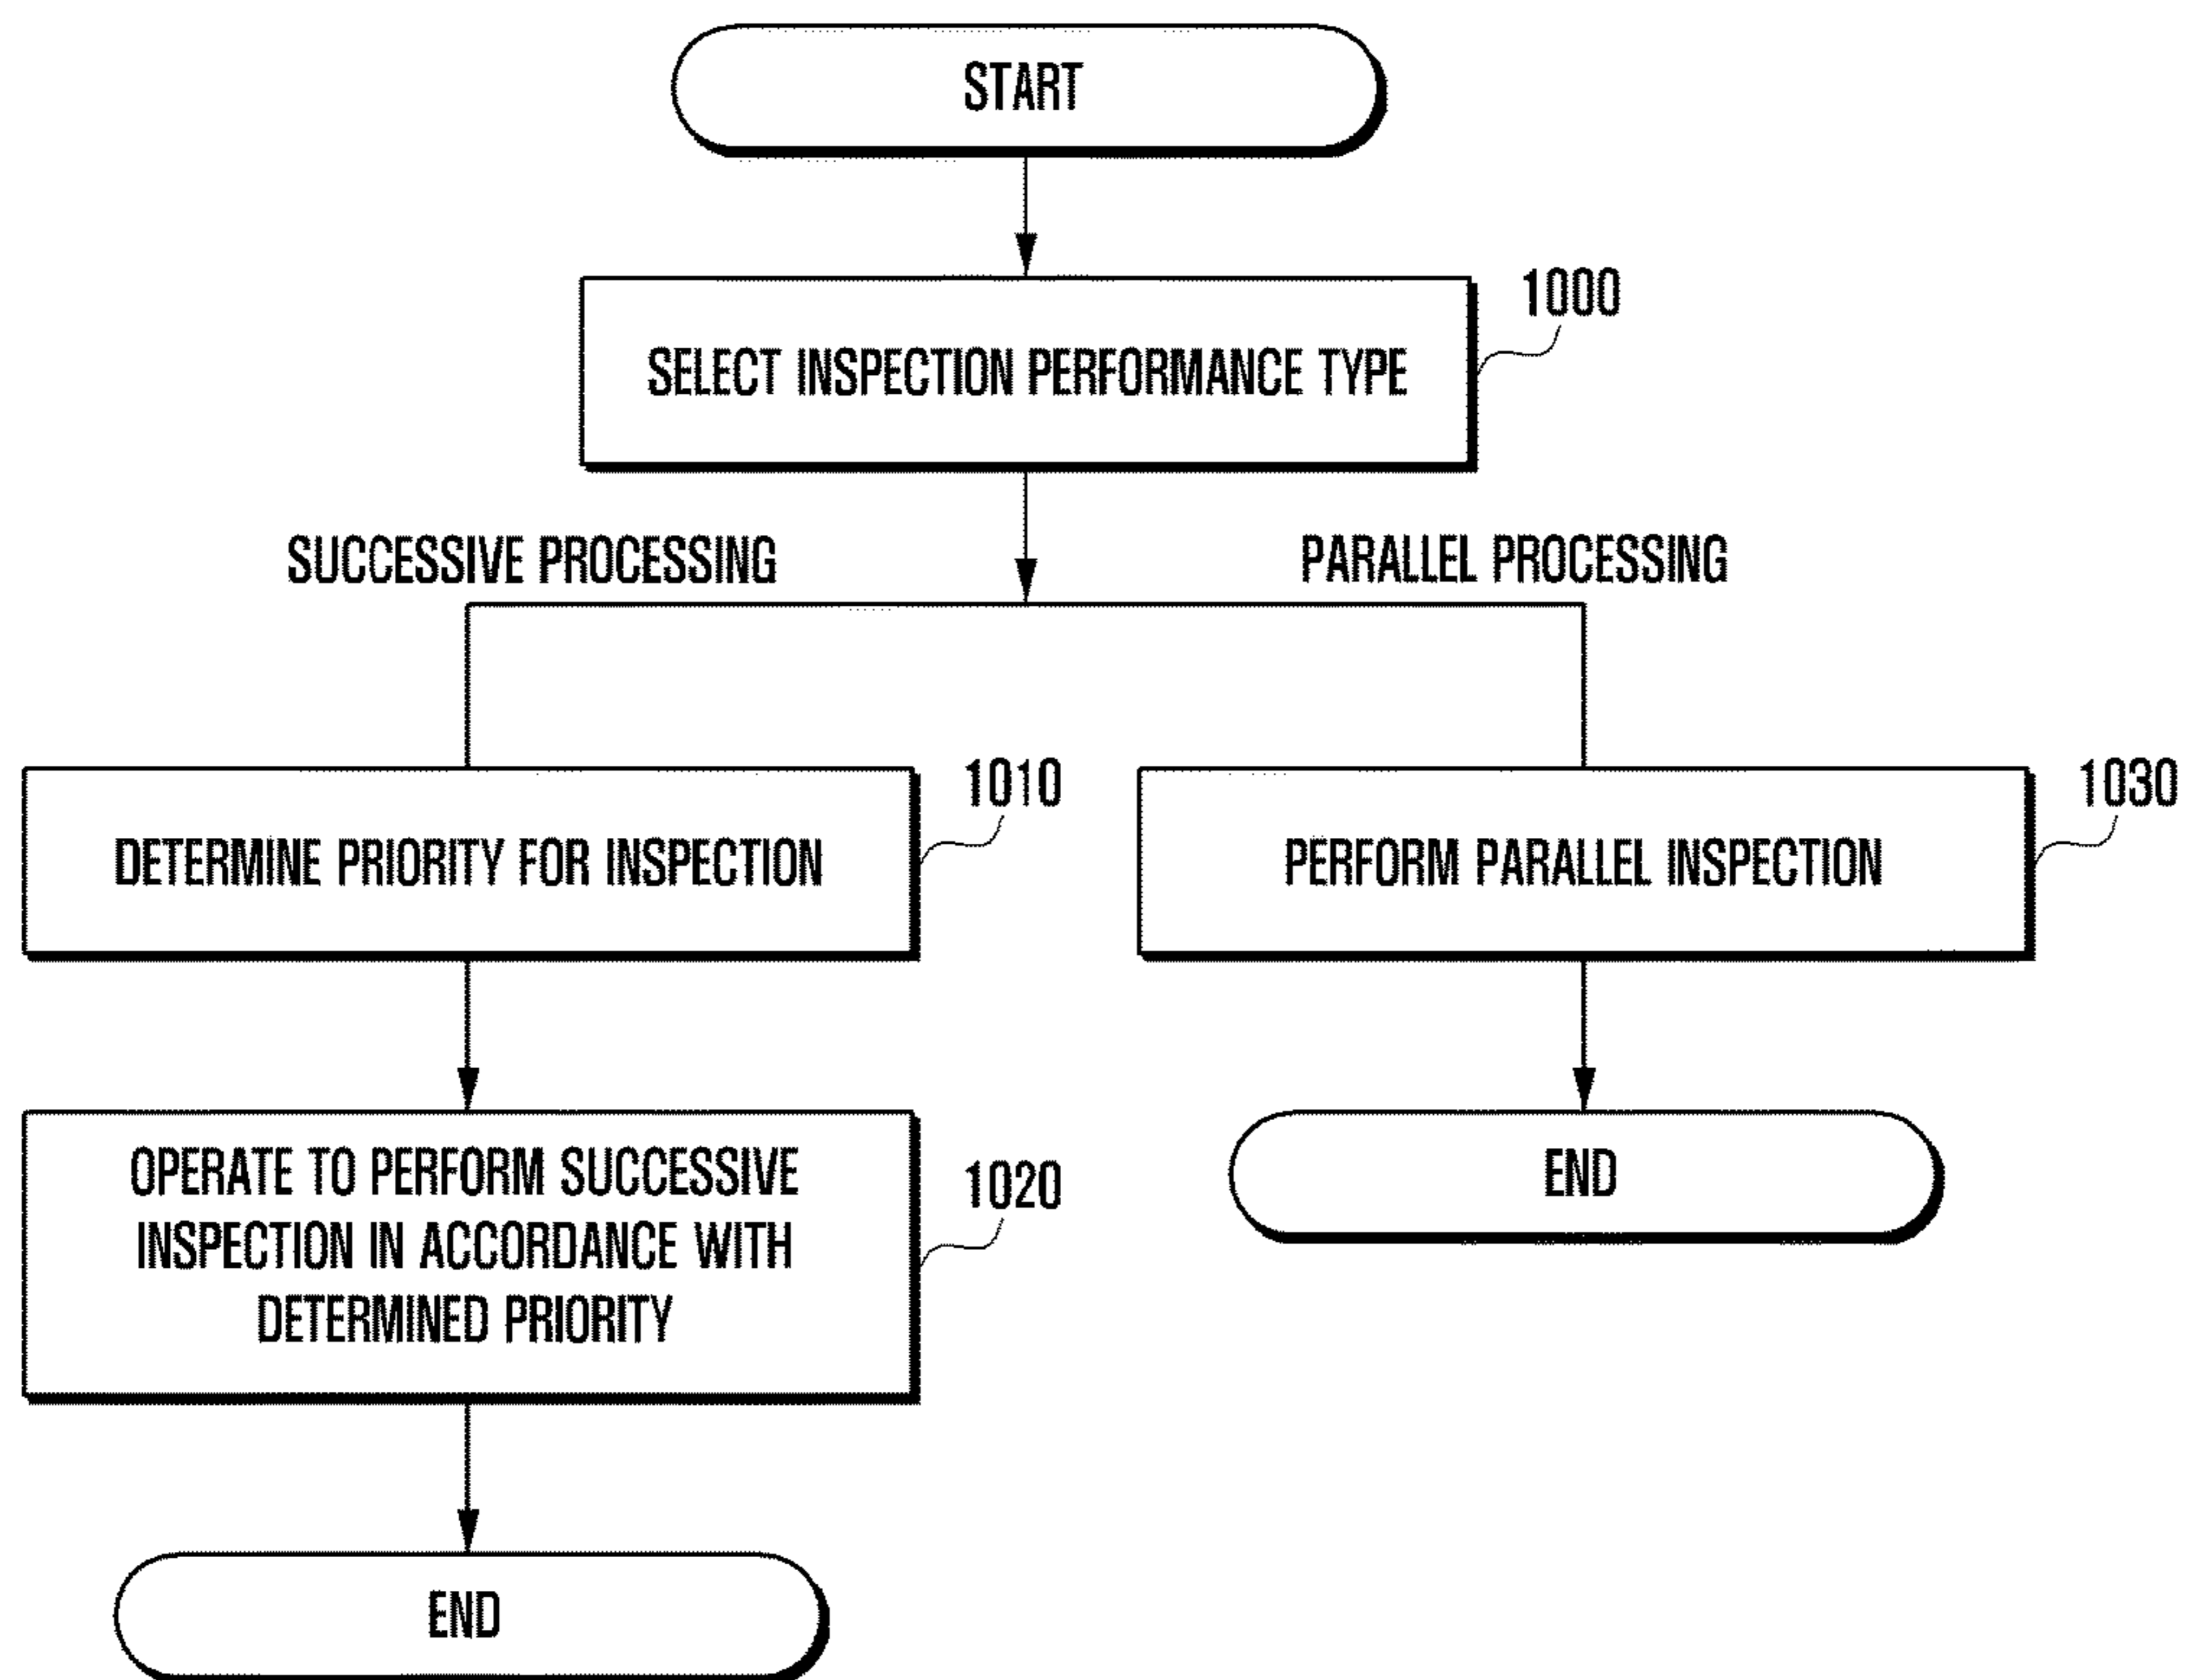 START
1000
SELECT INSPECTION PERFORMANCE TYPE
SUCCESSIVE PROCESSING
PARALLEL PROCESSING
1010
DETERMINE PRIORITY FOR INSPECTION
1030
PERFORM PARALLEL INSPECTION
OPERATE TO PERFORM SUCCESSIVE
INSPECTION IN ACCORDANCE WITH
DETERMINED PRIORITY
1020
END
END